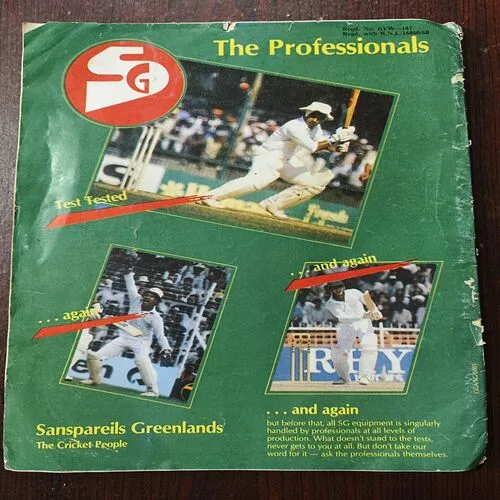 Regd. No. BYW—147
Regd. with R.N.I. 16860/68
The Professionals
SG
Test Tested
. . . and again
. . . again
. . . and again
but before that, all SG equipment is singularly
handled by professionals at all levels of
production. What doesn't stand to the tests,
never gets to you at all. But don't take our
word for it — ask the professionals themselves.
Sanspareils Greenlands
The Cricket People